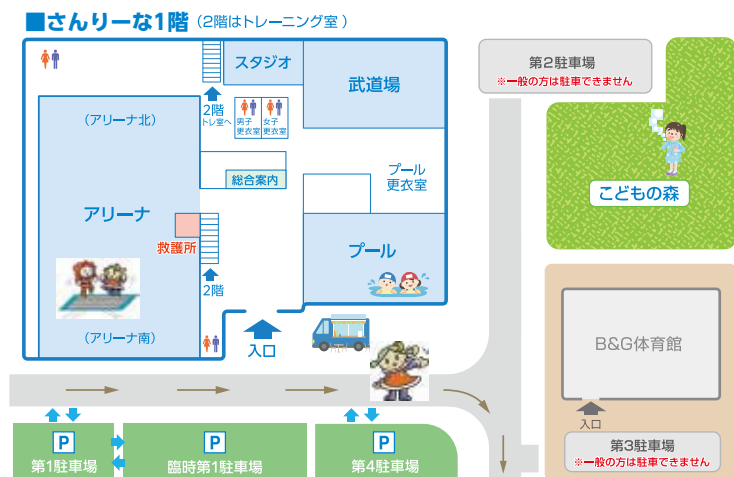 ■さんりーな1階（2階はトレーニング室）
スタジオ
武道場
第2駐車場
※一般の方は駐車できません
（アリーナ北）
2階
トレ室へ
男子
更衣室
女子
更衣室
プール
更衣室
総合案内
こどもの森
アリーナ
救護所
プール
2階
（アリーナ南）
入口
B&G体育館
入口
P
第1駐車場
P
臨時第1駐車場
P
第4駐車場
第3駐車場
※一般の方は駐車できません